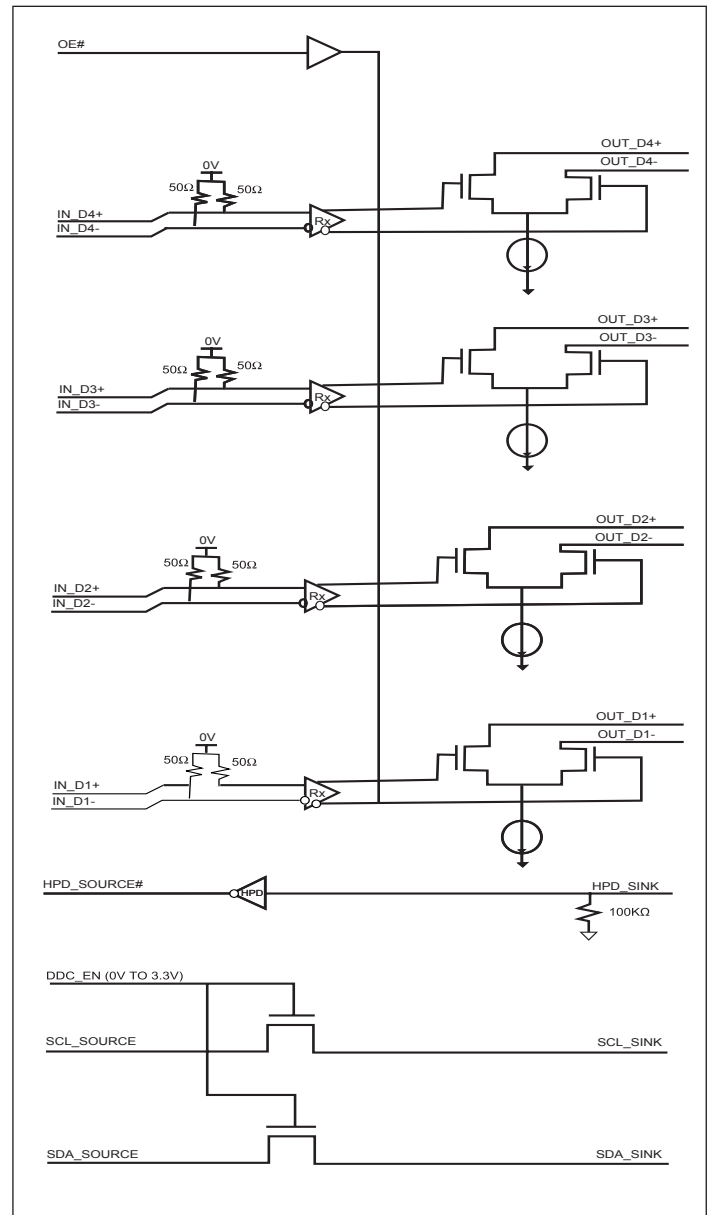 OE#
OUT_D4+
0V
OUT_D4-
50Ω 50Ω
IN_D4+
Rx
IN_D4-
OUT_D3+
0V
OUT_D3-
50Ω 50Ω
IN_D3+
Rx
IN_D3-
OUT_D2+
0V
OUT_D2-
50Ω 50Ω
IN_D2+
Rx
IN_D2-
OUT_D1+
0V
OUT_D1-
50Ω 50Ω
IN_D1+
Rx
IN_D1-
HPD_SOURCE# HPD HPD_SINK
100KΩ
DDC_EN (0V TO 3.3V)
SCL_SOURCE SCL_SINK
SDA_SOURCE SDA_SINK